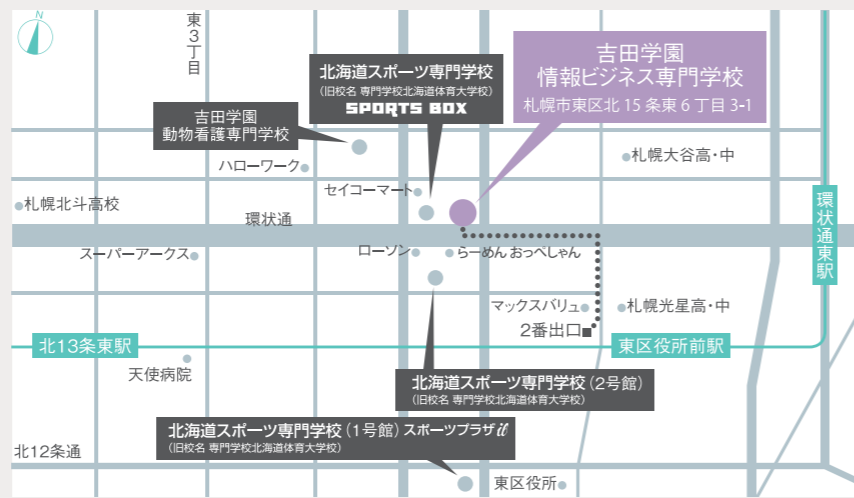 N
東3丁目
北海道スポーツ専門学校
(旧校名 専門学校北海道体育大学校)
SPORTS BOX
吉田学園
情報ビジネス専門学校
札幌市東区北15条東6丁目3-1
吉田学園
動物看護専門学校
ハローワーク
札幌大谷高・中
セイコーマート
札幌北斗高校
環状通
環状通東駅
スーパーアークス
ローソン
らーめん おっぺしゃん
マックスバリュ
札幌光星高・中
2番出口
北13条東駅
東区役所前駅
天使病院
北海道スポーツ専門学校(2号館)
(旧校名 専門学校北海道体育大学校)
北海道スポーツ専門学校(1号館)スポーツプラザ
(旧校名 専門学校北海道体育大学校)
北12条通
東区役所